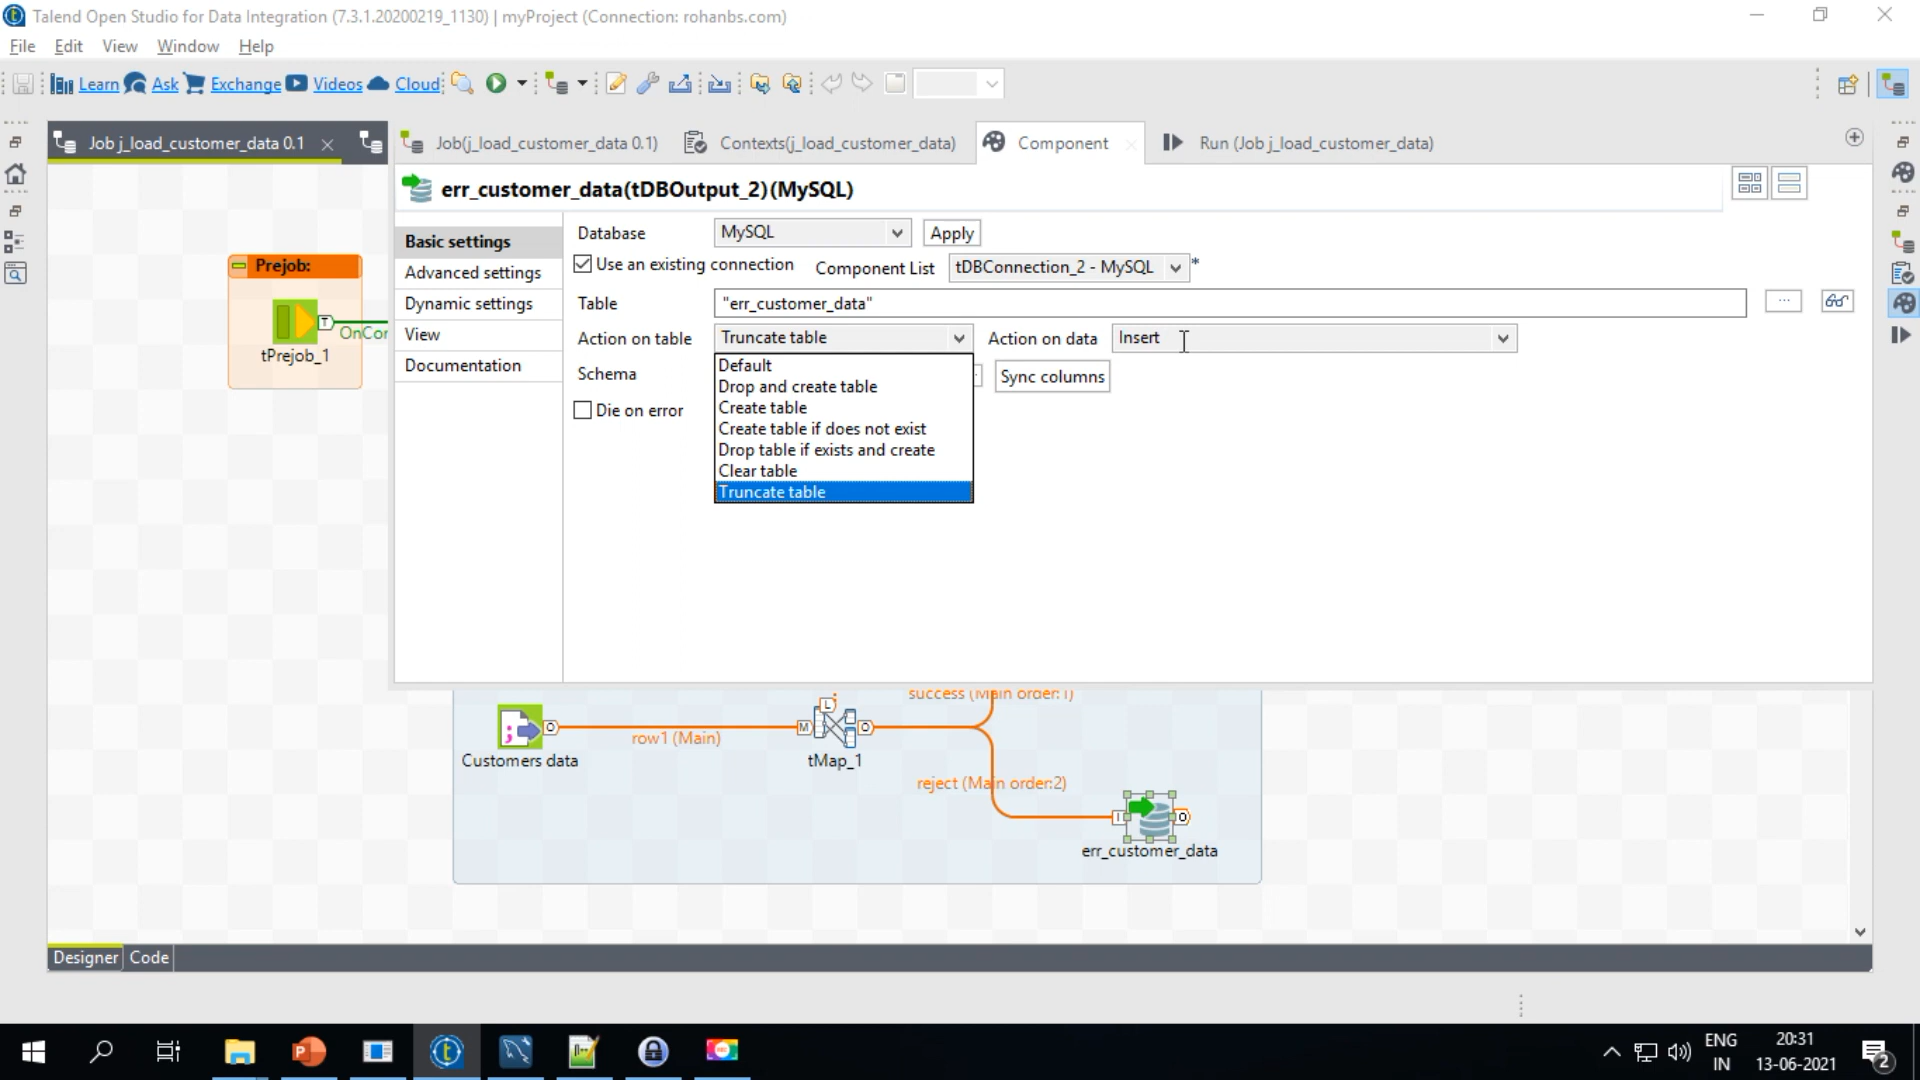 Talend Open Studio for Data Integration (7.3.1.20200219_1130) | myProject (Connection: rohanbs.com)
File Edit View Window Help
Learn Ask Exchange Videos Cloud
Job j_load_customer_data 0.1
Job(j_load_customer_data 0.1) Contexts(j_load_customer_data) Component Run (Job j_load_customer_data)
err_customer_data(tDBOutput_2)(MySQL)
Basic settings
Advanced settings
Dynamic settings
View
Documentation
Database MySQL Apply
Use an existing connection Component List tDBConnection_2 - MySQL *
Table "err_customer_data" ...
Action on table Truncate table Action on data Insert
Schema Sync columns
Die on error
Default
Drop and create table
Create table
Create table if does not exist
Drop table if exists and create
Clear table
Truncate table
Prejob:
T
OnCor
tPrejob_1
success (Main order:1)
L
O M O
row1 (Main)
Customers data tMap_1
reject (Main order:2)
I O
err_customer_data
Designer Code
ENG
IN
20:31
13-06-2021
2